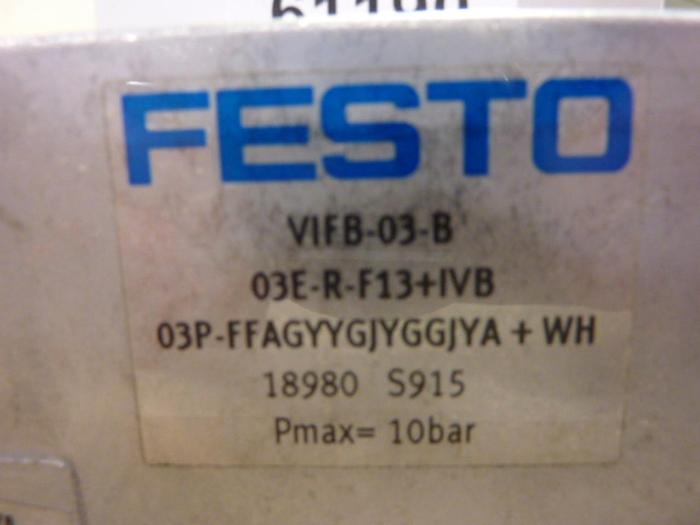 FESTO
VIFB-03-B
03E-R-F13+IVB
03P-FFAGYYGJYGGJYA + WH
18980 S915
Pmax= 10bar